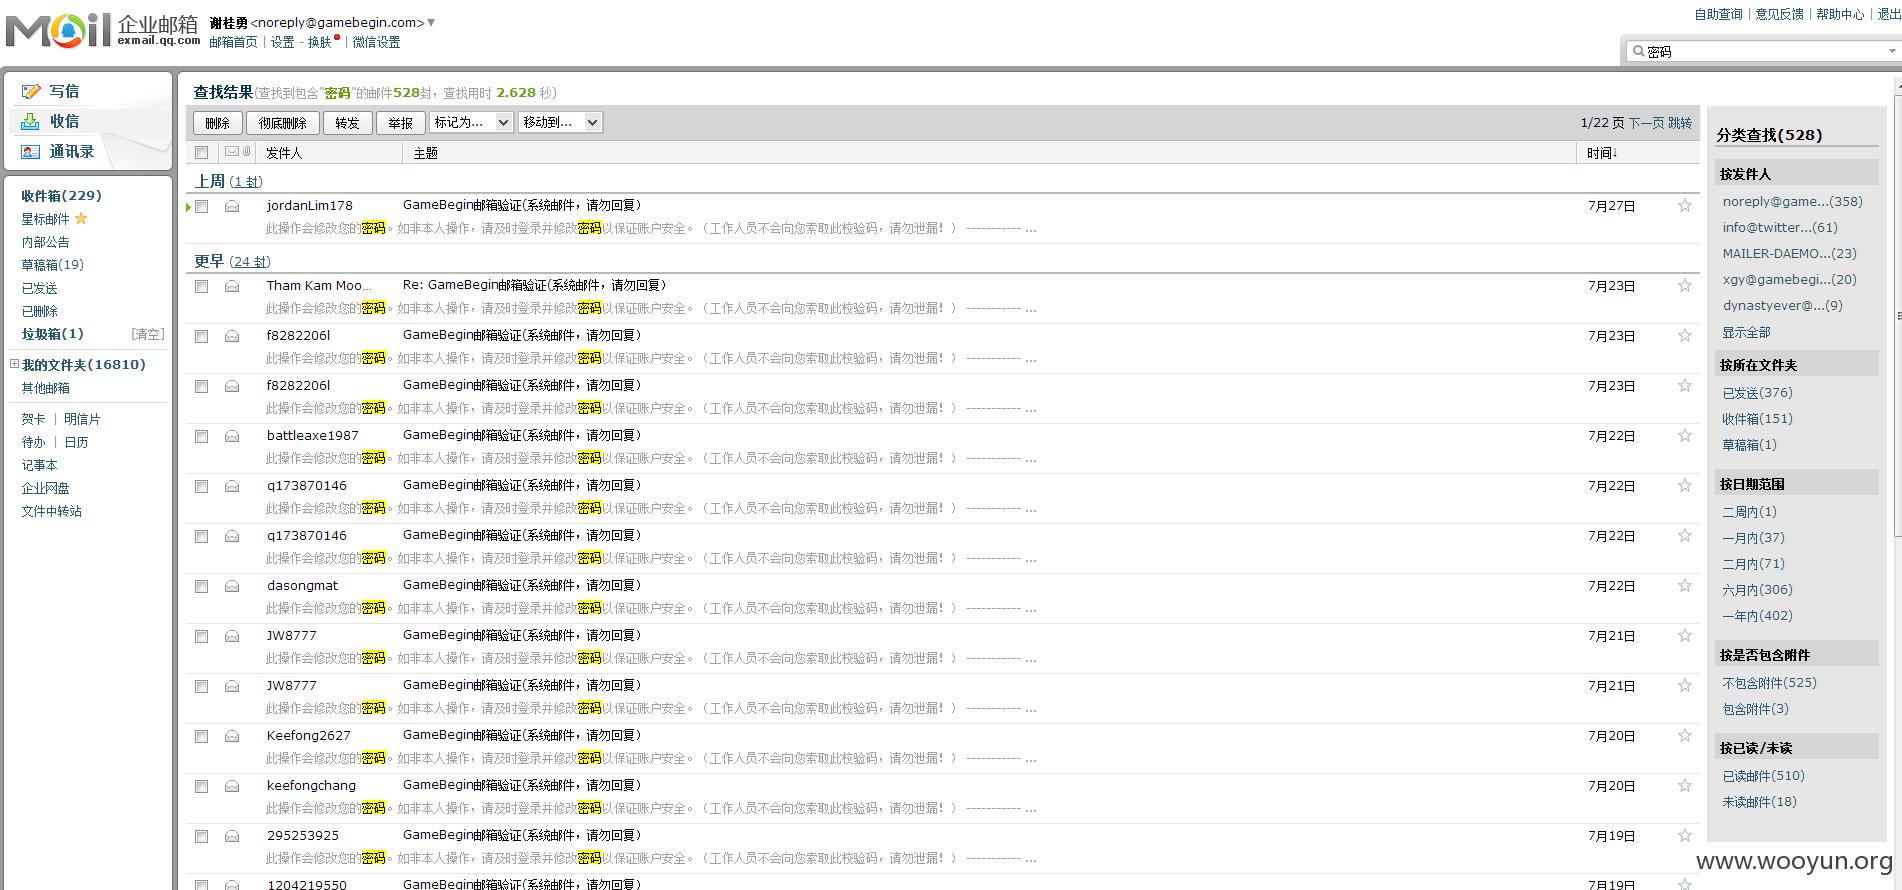 Mail 企业邮箱 exmail.qq.com
谢桂勇<noreply@gamebegin.com>
邮箱首页 | 设置 - 换肤 | 微信设置
自助查询 | 意见反馈 | 帮助中心 | 退出
密码
写信
收信
通讯录
收件箱(229)
星标邮件
内部公告
草稿箱(19)
已发送
已删除
垃圾箱(1) [清空]
我的文件夹(16810)
其他邮箱
贺卡 | 明信片
待办 | 日历
记事本
企业网盘
文件中转站
查找结果(查找到包含"密码"的邮件528封，查找用时 2.628 秒)
删除 彻底删除 转发 举报 标记为... 移动到... 1/22 页 下一页 跳转
发件人 主题 时间↓
上周 (1 封)
jordanLim178 GameBegin邮箱验证(系统邮件，请勿回复) 7月27日
此操作会修改您的密码。如非本人操作，请及时登录并修改密码以保证账户安全。（工作人员不会向您索取此校验码，请勿泄漏！） ----------- ...
更早 (24 封)
Tham Kam Moo... Re: GameBegin邮箱验证(系统邮件，请勿回复) 7月23日
此操作会修改您的密码。如非本人操作，请及时登录并修改密码以保证账户安全。（工作人员不会向您索取此校验码，请勿泄漏！） ----------- ...
f8282206l GameBegin邮箱验证(系统邮件，请勿回复) 7月23日
此操作会修改您的密码。如非本人操作，请及时登录并修改密码以保证账户安全。（工作人员不会向您索取此校验码，请勿泄漏！） ----------- ...
f8282206l GameBegin邮箱验证(系统邮件，请勿回复) 7月23日
此操作会修改您的密码。如非本人操作，请及时登录并修改密码以保证账户安全。（工作人员不会向您索取此校验码，请勿泄漏！） ----------- ...
battleaxe1987 GameBegin邮箱验证(系统邮件，请勿回复) 7月22日
此操作会修改您的密码。如非本人操作，请及时登录并修改密码以保证账户安全。（工作人员不会向您索取此校验码，请勿泄漏！） ----------- ...
q173870146 GameBegin邮箱验证(系统邮件，请勿回复) 7月22日
此操作会修改您的密码。如非本人操作，请及时登录并修改密码以保证账户安全。（工作人员不会向您索取此校验码，请勿泄漏！） ----------- ...
q173870146 GameBegin邮箱验证(系统邮件，请勿回复) 7月22日
此操作会修改您的密码。如非本人操作，请及时登录并修改密码以保证账户安全。（工作人员不会向您索取此校验码，请勿泄漏！） ----------- ...
dasongmat GameBegin邮箱验证(系统邮件，请勿回复) 7月22日
此操作会修改您的密码。如非本人操作，请及时登录并修改密码以保证账户安全。（工作人员不会向您索取此校验码，请勿泄漏！） ----------- ...
JW8777 GameBegin邮箱验证(系统邮件，请勿回复) 7月21日
此操作会修改您的密码。如非本人操作，请及时登录并修改密码以保证账户安全。（工作人员不会向您索取此校验码，请勿泄漏！） ----------- ...
JW8777 GameBegin邮箱验证(系统邮件，请勿回复) 7月21日
此操作会修改您的密码。如非本人操作，请及时登录并修改密码以保证账户安全。（工作人员不会向您索取此校验码，请勿泄漏！） ----------- ...
Keefong2627 GameBegin邮箱验证(系统邮件，请勿回复) 7月20日
此操作会修改您的密码。如非本人操作，请及时登录并修改密码以保证账户安全。（工作人员不会向您索取此校验码，请勿泄漏！） ----------- ...
keefongchang GameBegin邮箱验证(系统邮件，请勿回复) 7月20日
此操作会修改您的密码。如非本人操作，请及时登录并修改密码以保证账户安全。（工作人员不会向您索取此校验码，请勿泄漏！） ----------- ...
295253925 GameBegin邮箱验证(系统邮件，请勿回复) 7月19日
此操作会修改您的密码。如非本人操作，请及时登录并修改密码以保证账户安全。（工作人员不会向您索取此校验码，请勿泄漏！） ----------- ...
1204219550 GameBegin邮箱验证(系统邮件，请勿回复) 7月19日
分类查找(528)
按发件人
noreply@game...(358)
info@twitter...(61)
MAILER-DAEMO...(23)
xgy@gamebegi...(20)
dynastyever@...(9)
显示全部
按所在文件夹
已发送(376)
收件箱(151)
草稿箱(1)
按日期范围
二周内(1)
一月内(37)
二月内(71)
六月内(306)
一年内(402)
按是否包含附件
不包含附件(525)
包含附件(3)
按已读/未读
已读邮件(510)
未读邮件(18)
www.wooyun.org